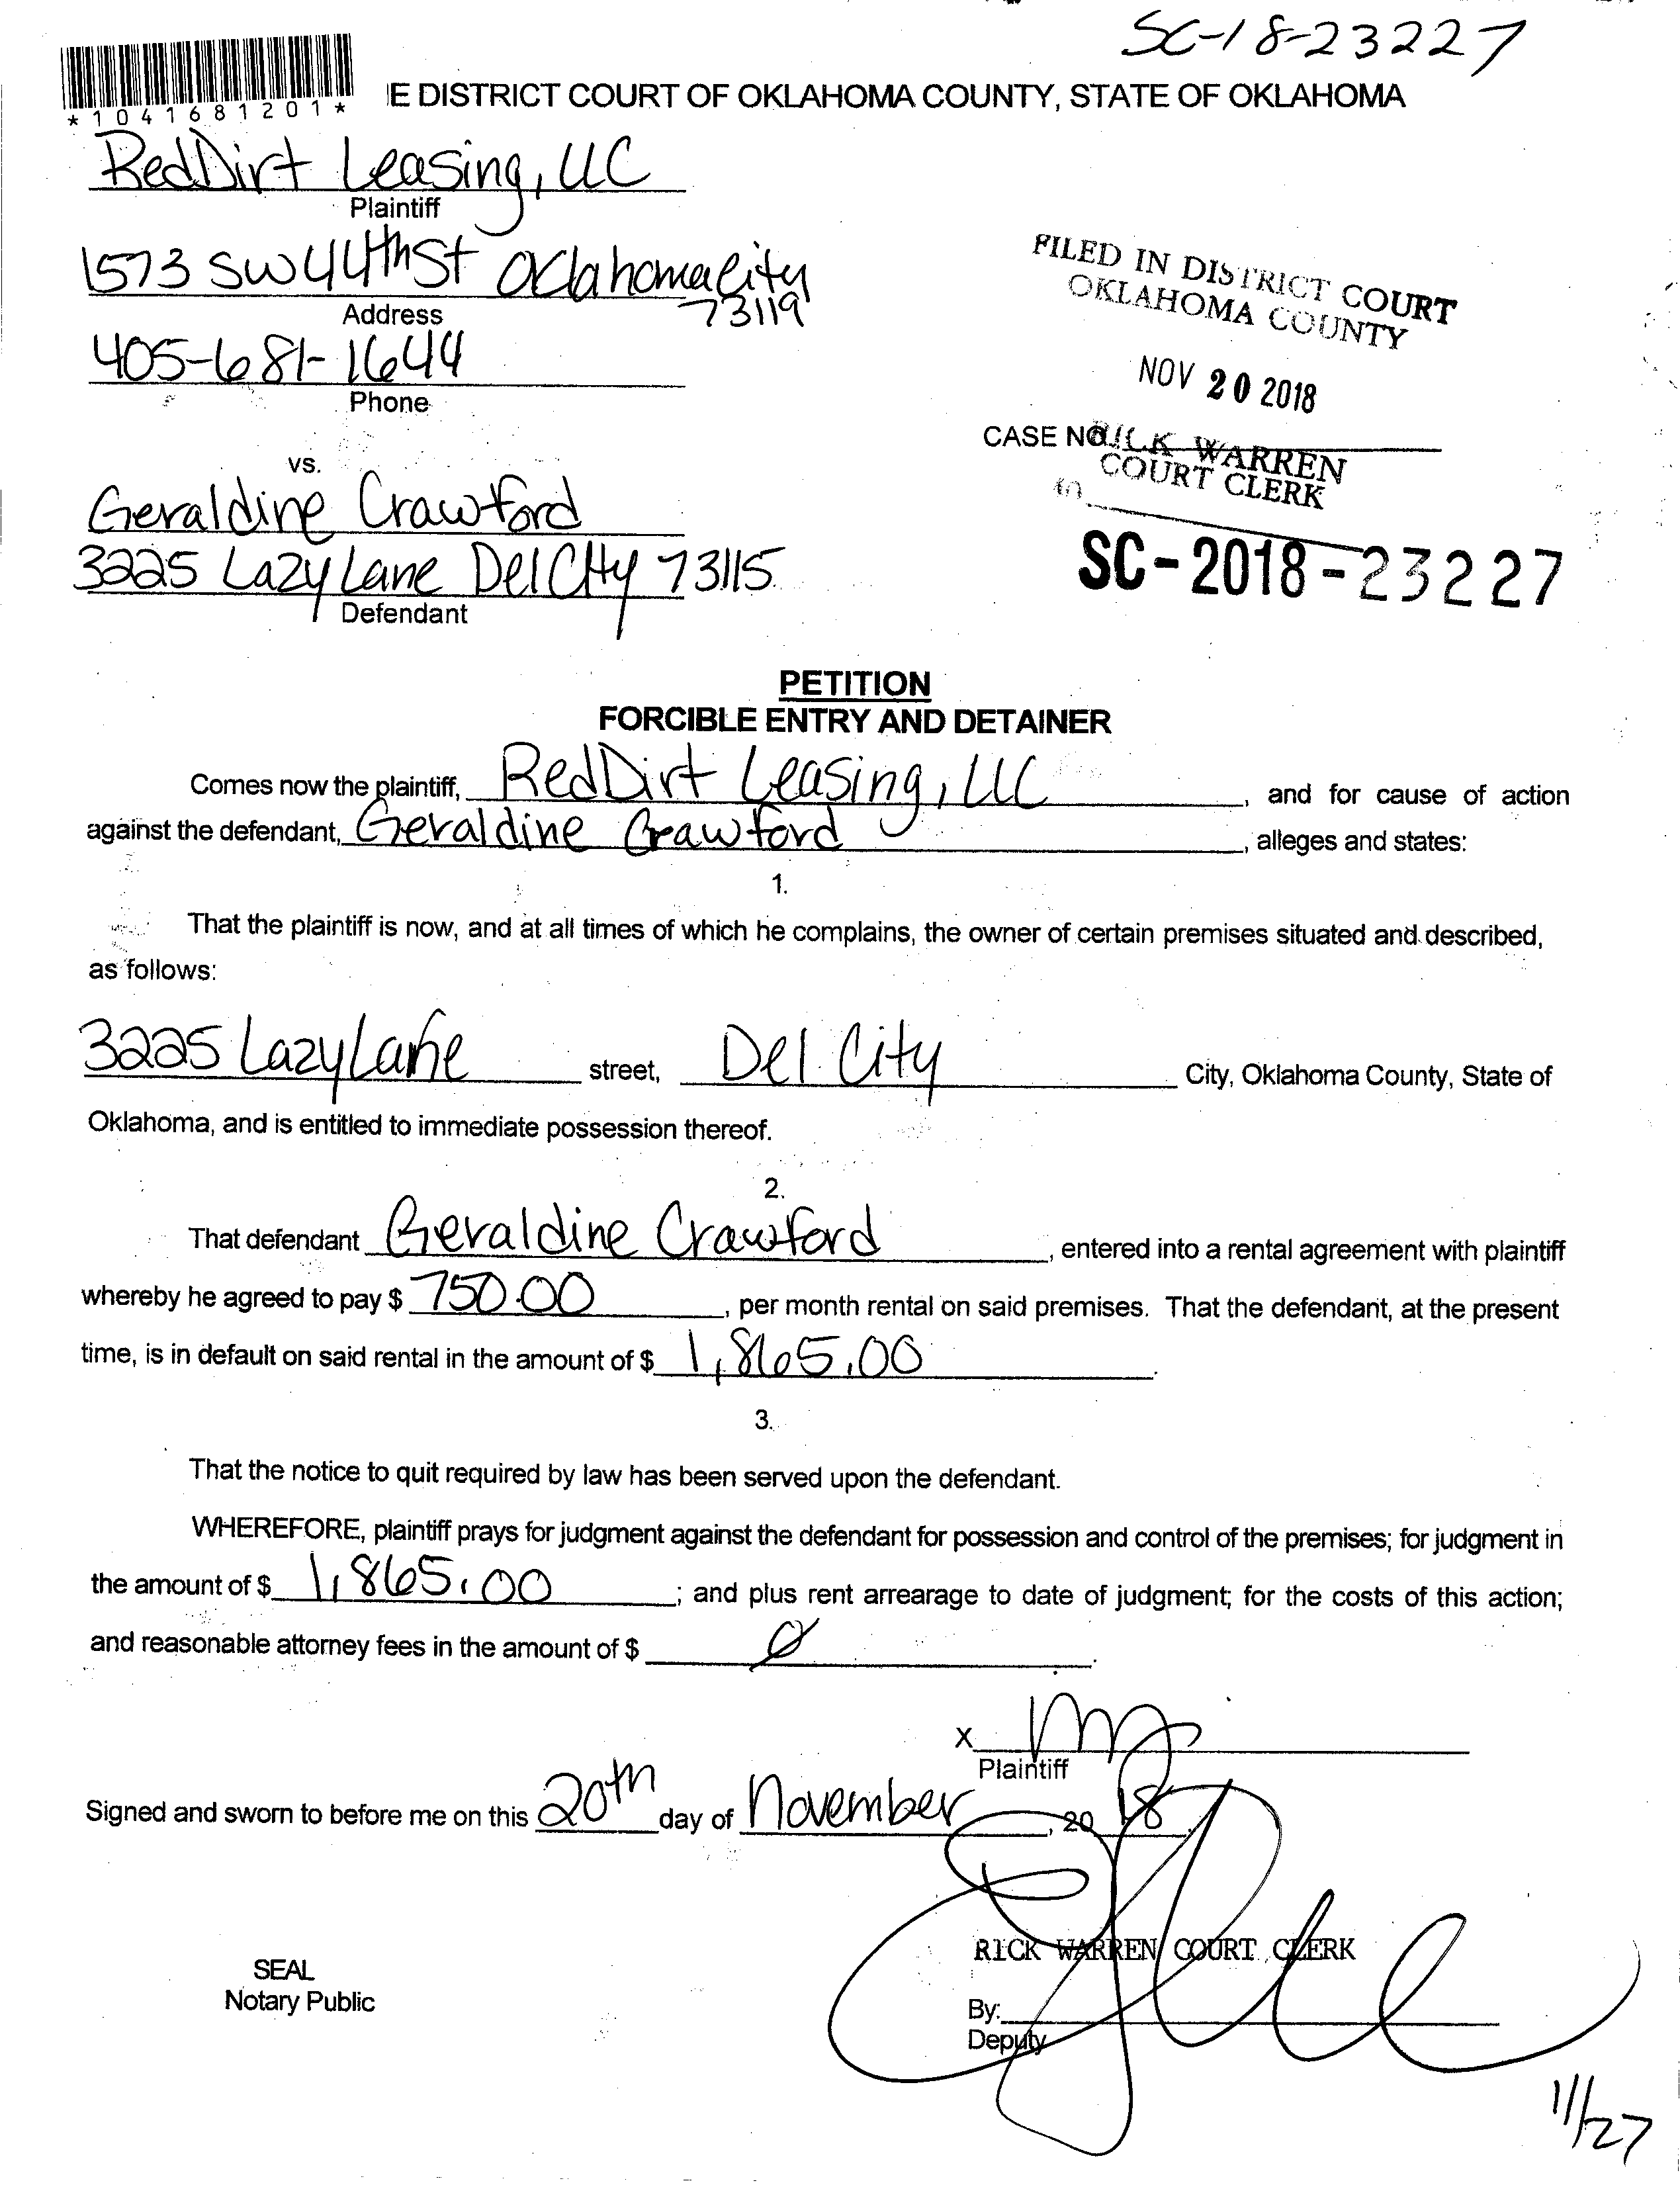 SC-18-23227
*1041681201*
E DISTRICT COURT OF OKLAHOMA COUNTY, STATE OF OKLAHOMA
RedDirt Leasing, LLC
Plaintiff
1573 SW 44th St Oklahoma City
73119
Address
405-681-1644
Phone
FILED IN DISTRICT COURT
OKLAHOMA COUNTY
NOV 20 2018
CASE NO.
RICK WARREN
COURT CLERK
SC-2018-23227
vs.
Geraldine Crawford
3225 Lazy Lane Del City 73115
Defendant
PETITION
FORCIBLE ENTRY AND DETAINER
Comes now the plaintiff, RedDirt Leasing, LLC, and for cause of action
against the defendant, Geraldine Crawford, alleges and states:
1.
That the plaintiff is now, and at all times of which he complains, the owner of certain premises situated and described,
as follows:
3225 Lazy Lane street, Del City City, Oklahoma County, State of
Oklahoma, and is entitled to immediate possession thereof.
2.
That defendant Geraldine Crawford, entered into a rental agreement with plaintiff
whereby he agreed to pay $ 750.00, per month rental on said premises. That the defendant, at the present
time, is in default on said rental in the amount of $ 1,865.00.
3.
That the notice to quit required by law has been served upon the defendant.
WHEREFORE, plaintiff prays for judgment against the defendant for possession and control of the premises; for judgment in
the amount of $ 1,865.00; and plus rent arrearage to date of judgment; for the costs of this action;
and reasonable attorney fees in the amount of $ Ø.
X
Plaintiff
Signed and sworn to before me on this 20th day of November, 20 18.
RICK WARREN COURT CLERK
SEAL
Notary Public
By:
Deputy
11/27